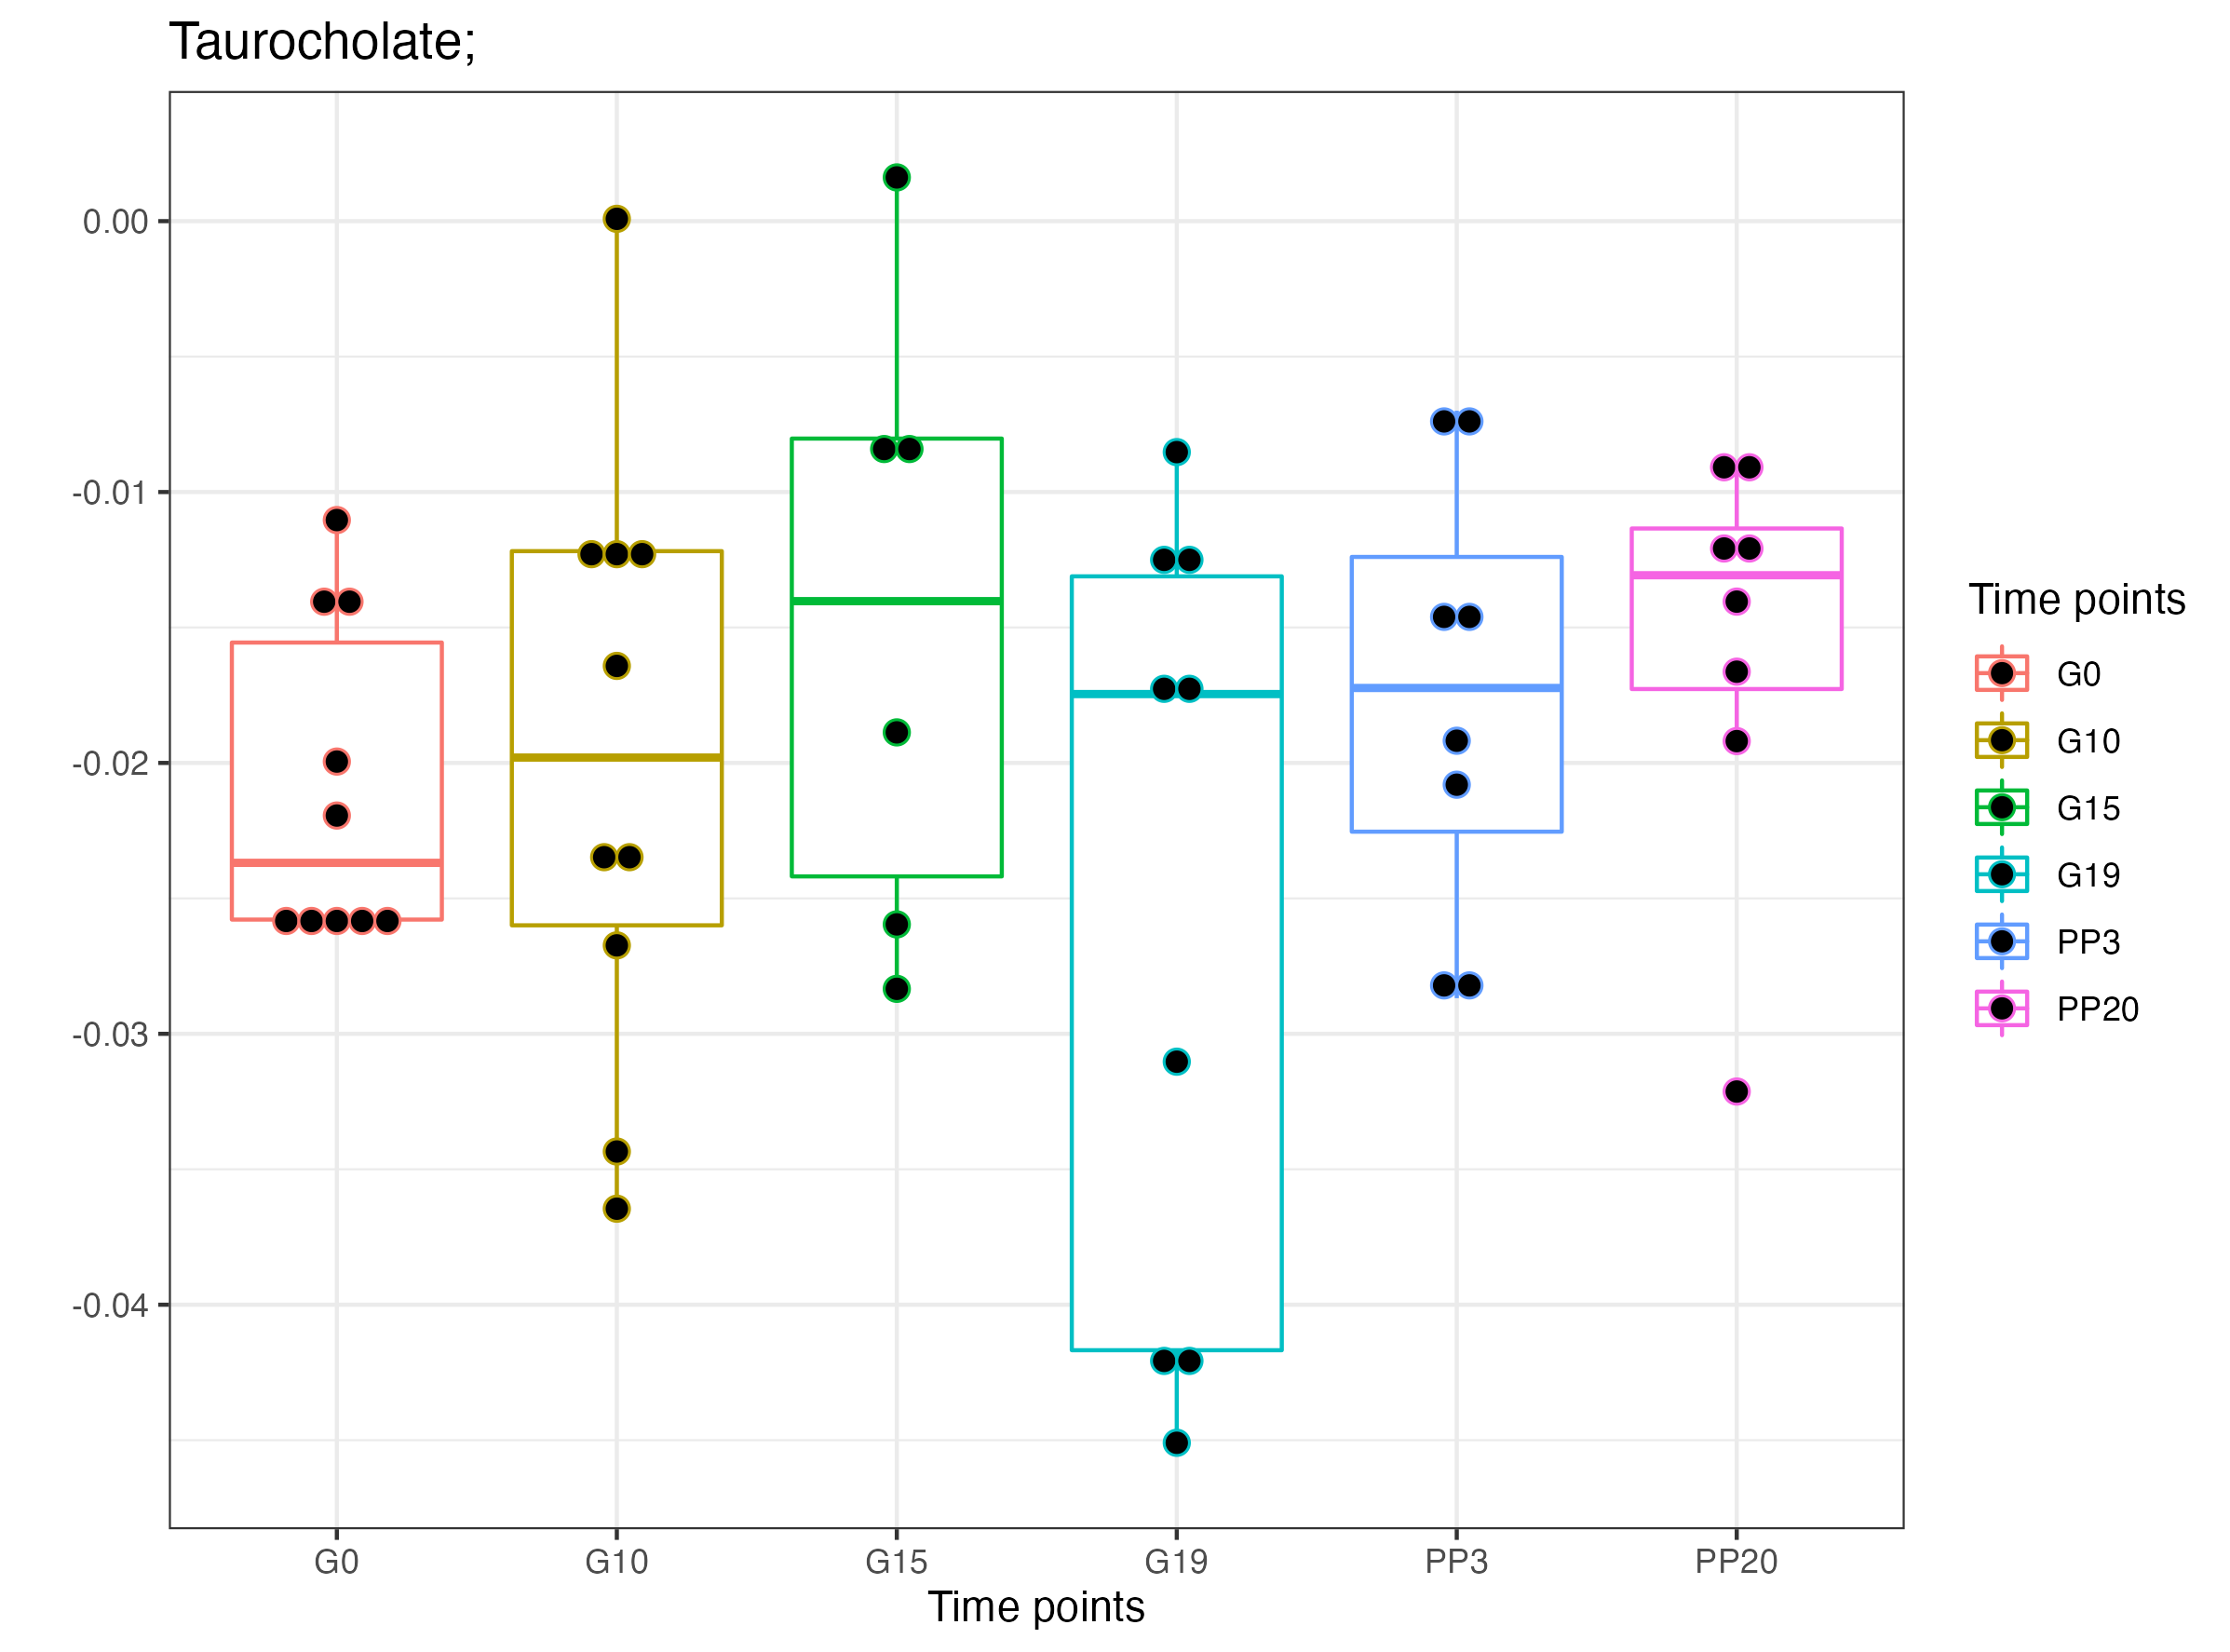 Taurocholate;
0.00
-0.01
-0.02
-0.03
-0.04
G0 G10 G15 G19 PP3 PP20
Time points
Time points
G0
G10
G15
G19
PP3
PP20